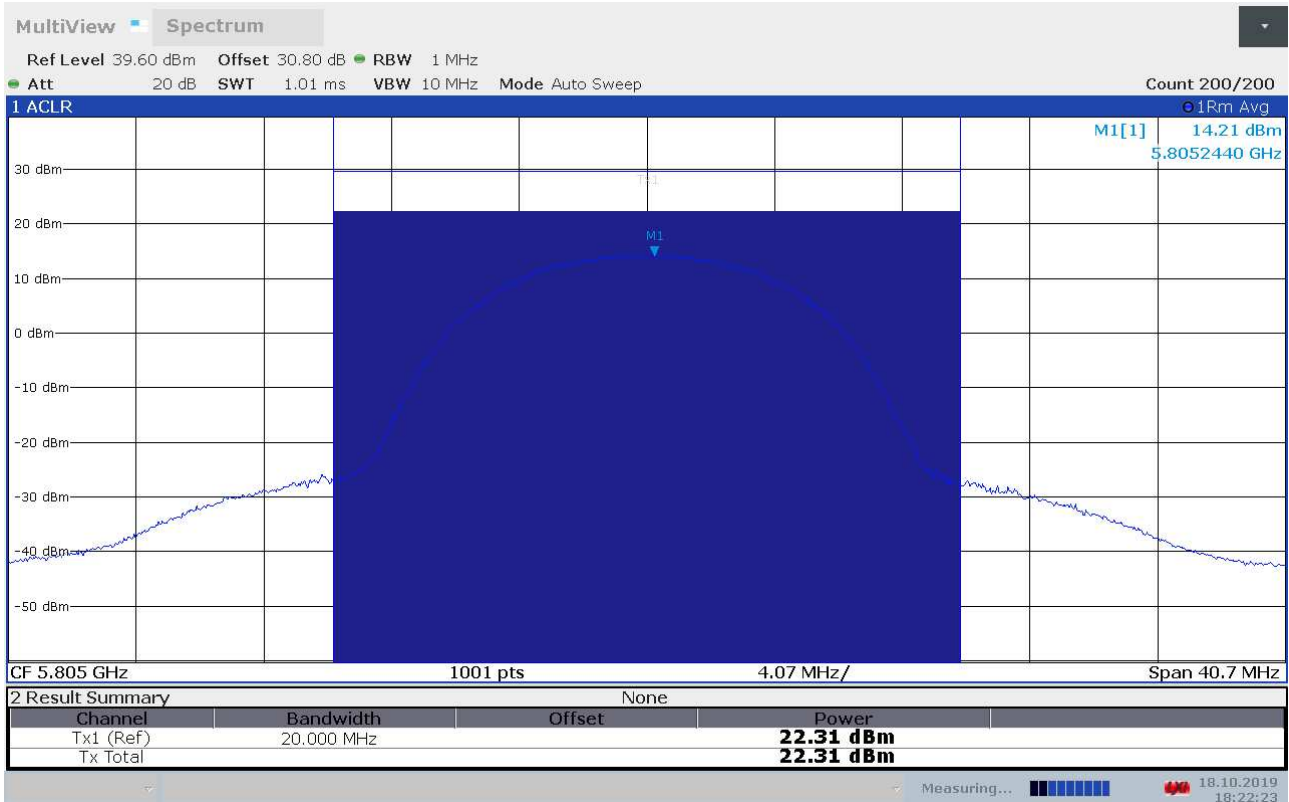 MultiView Spectrum
Ref Level 39.60 dBm Offset 30.80 dB RBW 1 MHz
Att 20 dB SWT 1.01 ms VBW 10 MHz Mode Auto Sweep Count 200/200
1 ACLR 1Rm Avg
M1[1] 14.21 dBm
5.8052440 GHz
30 dBm
Tx1
20 dBm
M1
10 dBm
0 dBm
-10 dBm
-20 dBm
-30 dBm
-40 dBm
-50 dBm
CF 5.805 GHz 1001 pts 4.07 MHz/ Span 40.7 MHz
2 Result Summary None
Channel Bandwidth Offset Power
Tx1 (Ref) 20.000 MHz 22.31 dBm
Tx Total 22.31 dBm
Measuring... 18.10.2019
18:22:23